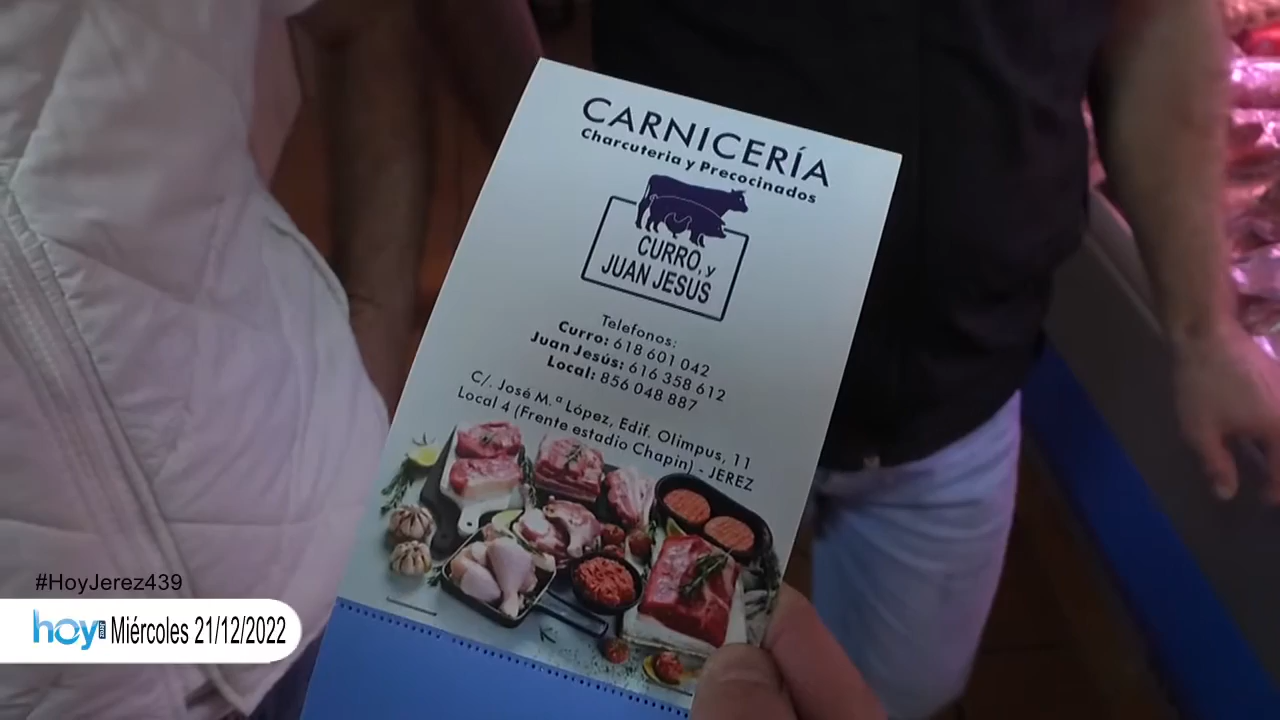 CARNICERÍA
Charcuteria y Precocinados
CURRO, y
JUAN JESUS
Telefonos:
Curro: 618 601 042
Juan Jesús: 616 358 612
Local: 856 048 887
C/. José M.ª López, Edif. Olimpus, 11
Local 4 (Frente estadio Chapin) - JEREZ
#HoyJerez439
hoy Miércoles 21/12/2022